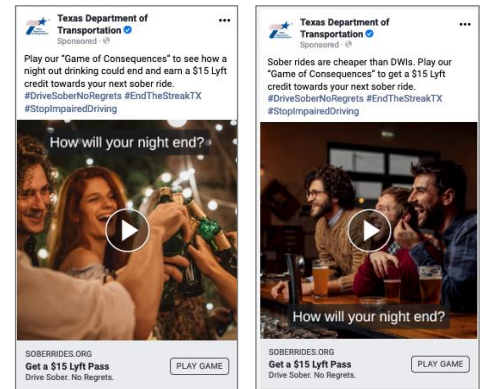 Texas Department of
Transportation
Sponsored ·
Play our "Game of Consequences" to see how a
night out drinking could end and earn a $15 Lyft
credit towards your next sober ride.
#DriveSoberNoRegrets #EndTheStreakTX
#StopImpairedDriving
How will your night end?
SOBERRIDES.ORG
Get a $15 Lyft Pass
Drive Sober. No Regrets.
PLAY GAME
Texas Department of
Transportation
Sponsored ·
Sober rides are cheaper than DWIs. Play our
"Game of Consequences" to get a $15 Lyft
credit towards your next sober ride.
#DriveSoberNoRegrets #EndTheStreakTX
#StopImpairedDriving
How will your night end?
SOBERRIDES.ORG
Get a $15 Lyft Pass
Drive Sober. No Regrets.
PLAY GAME